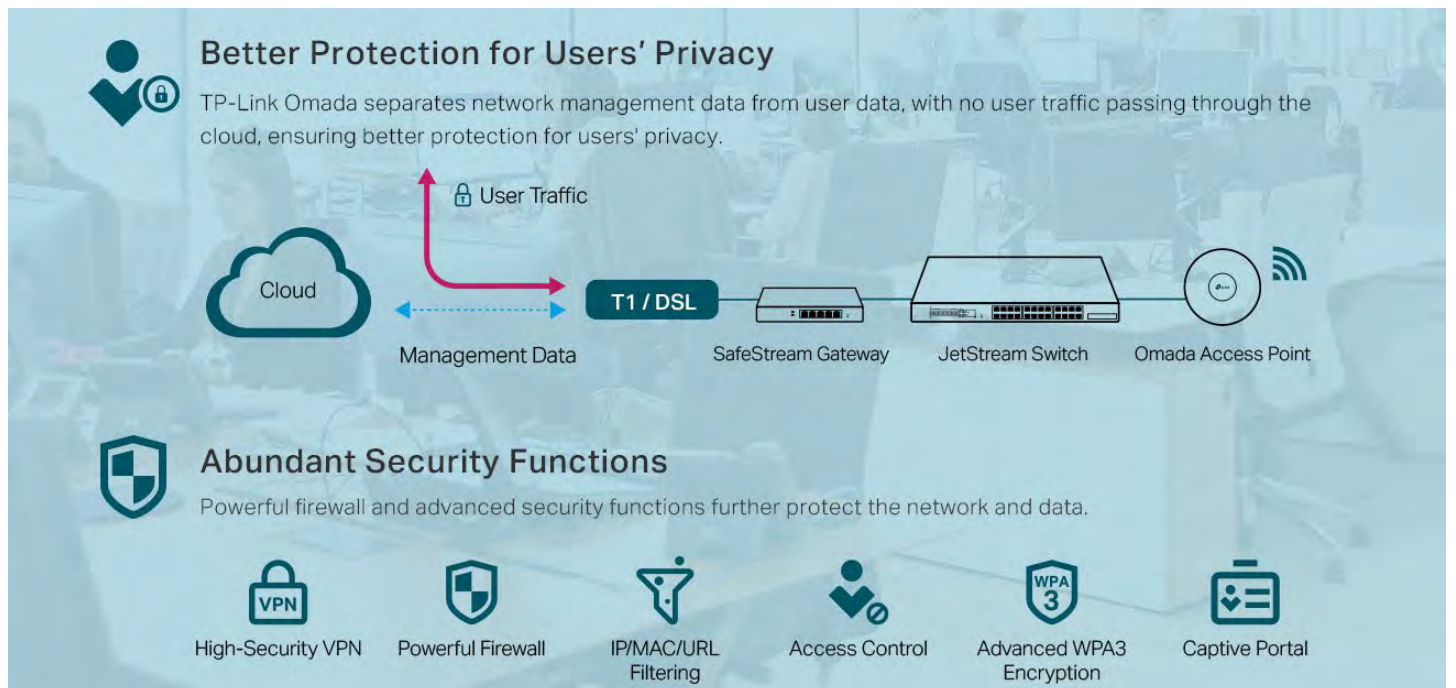 Better Protection for Users' Privacy
TP-Link Omada separates network management data from user data, with no user traffic passing through the
cloud, ensuring better protection for users' privacy.
User Traffic
Cloud
T1 / DSL
Management Data
SafeStream Gateway
JetStream Switch
Omada Access Point
Abundant Security Functions
Powerful firewall and advanced security functions further protect the network and data.
VPN
WPA
3
High-Security VPN
Powerful Firewall
IP/MAC/URL
Filtering
Access Control
Advanced WPA3
Encryption
Captive Portal